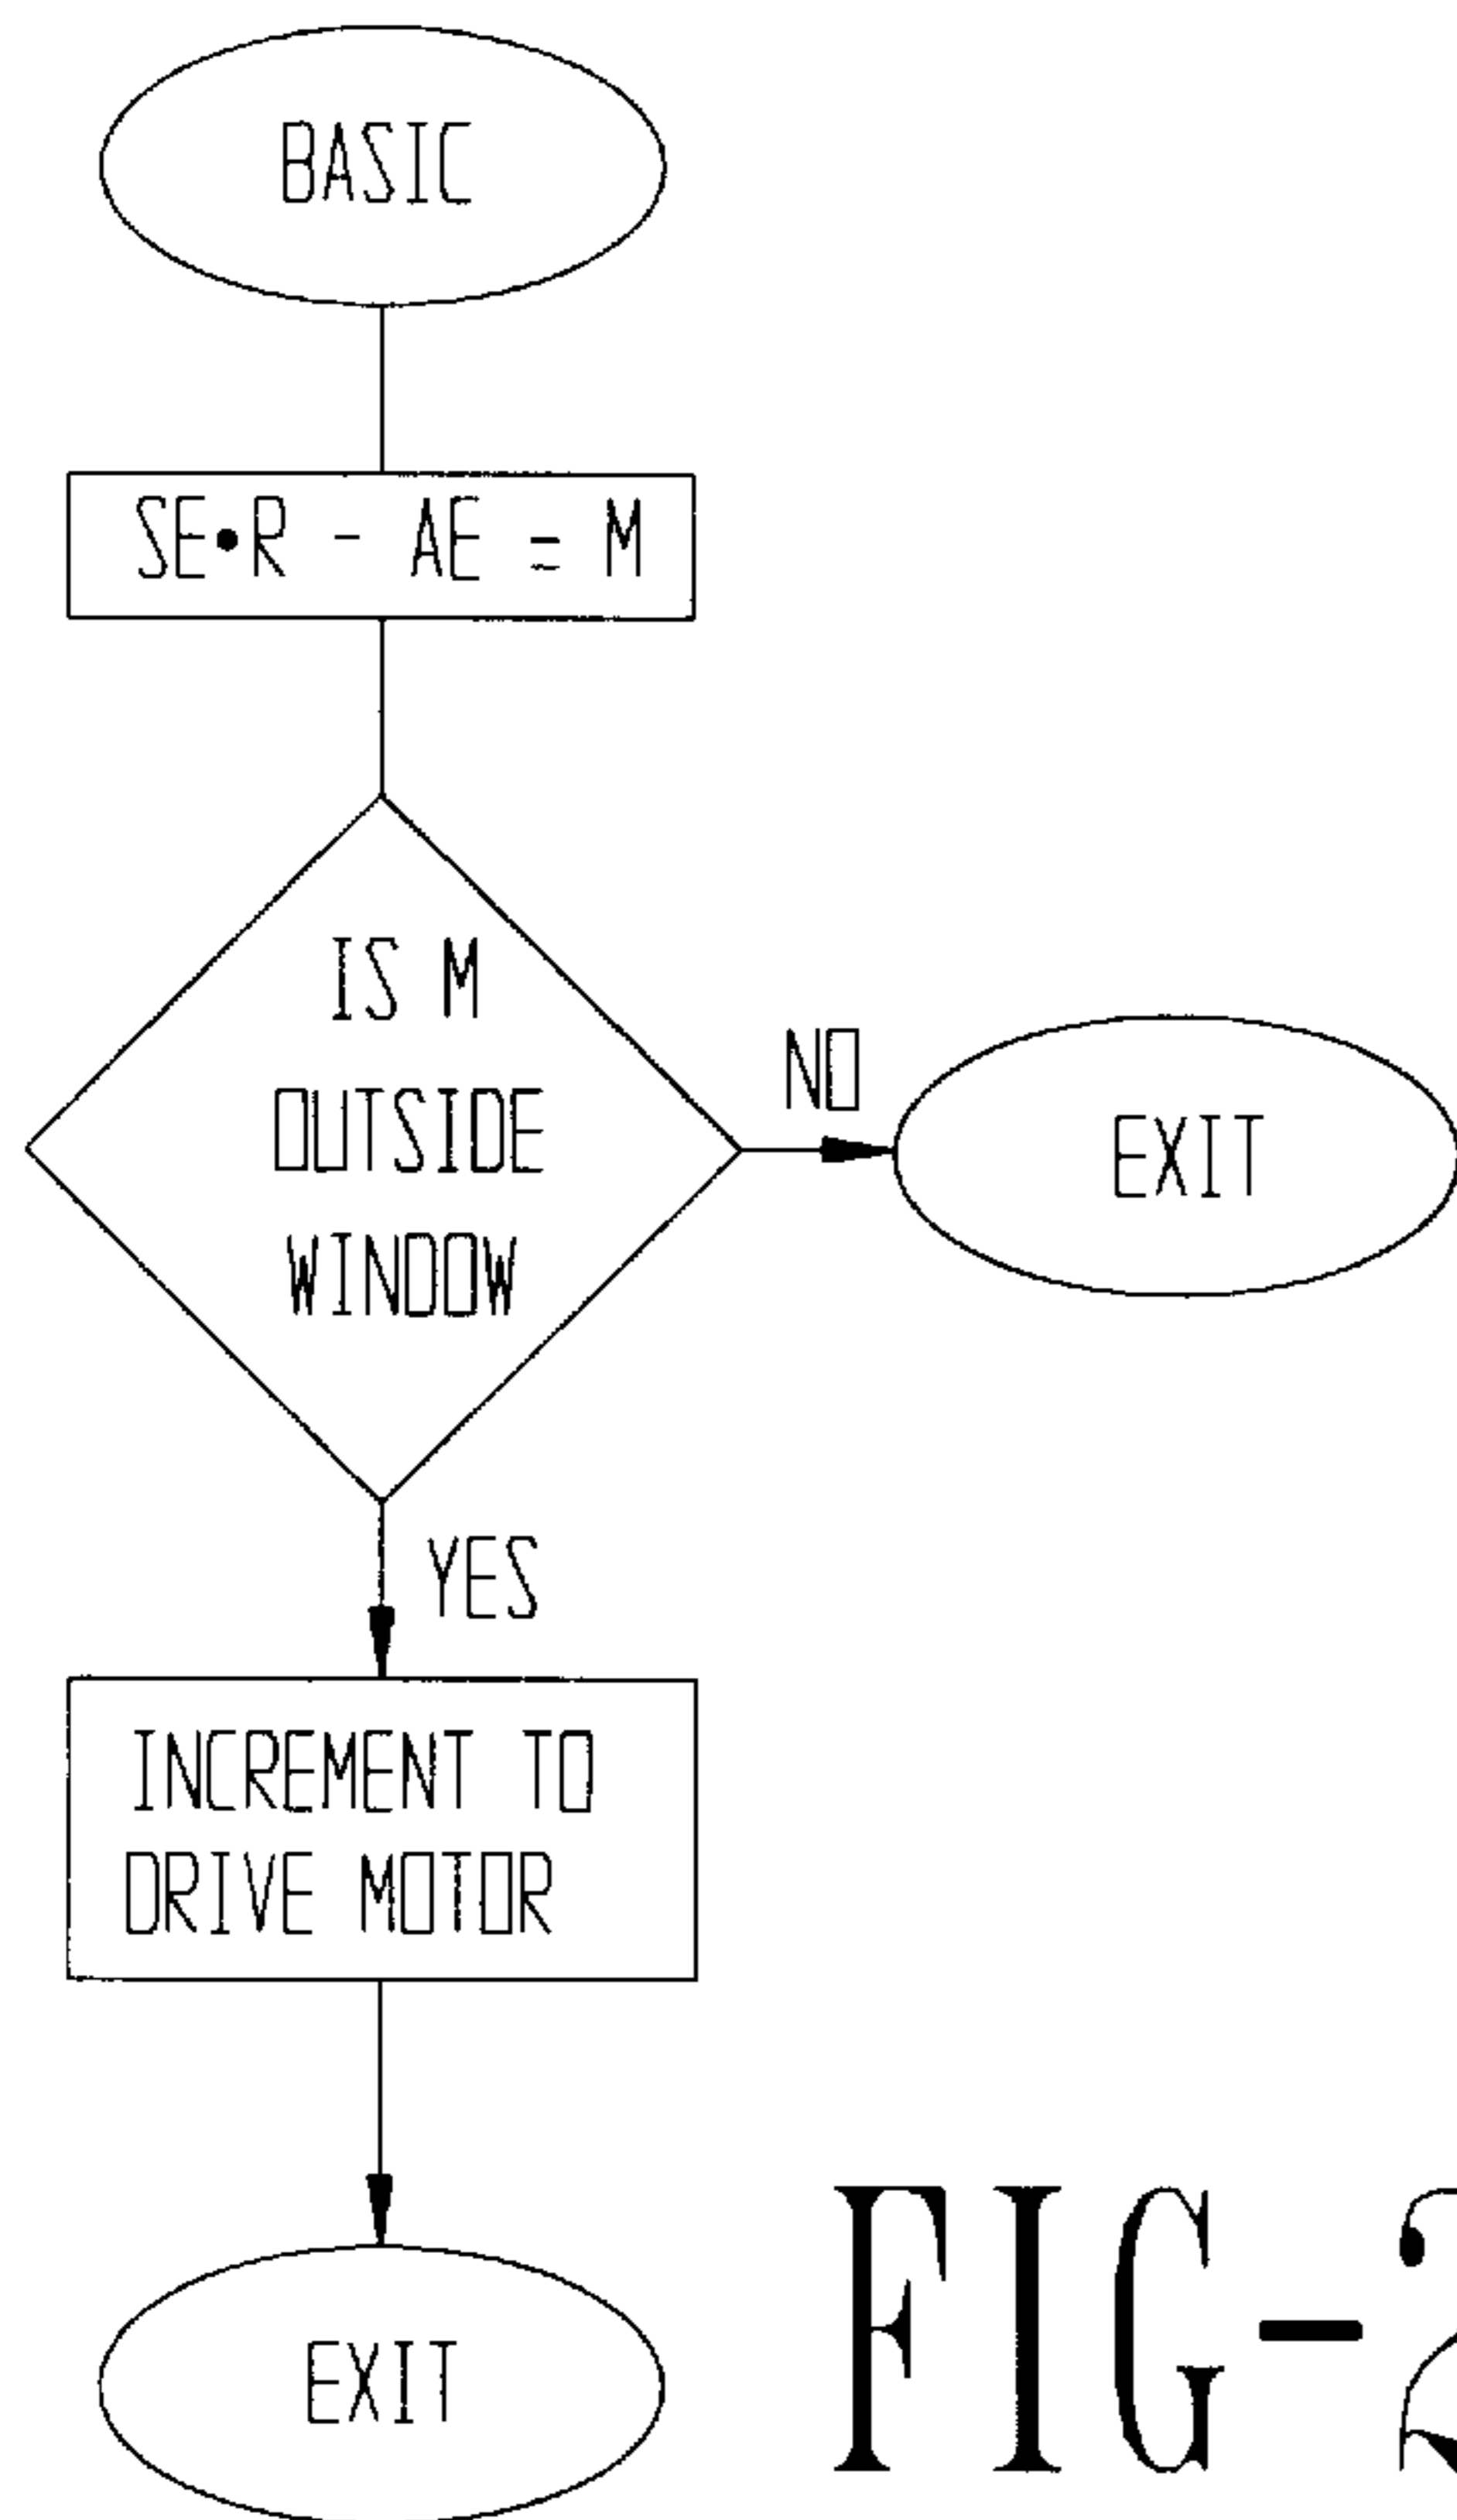 BASIC
SE•R - AE = M
IS M
OUTSIDE
WINDOW
NO
EXIT
YES
INCREMENT TO
DRIVE MOTOR
EXIT
FIG-2